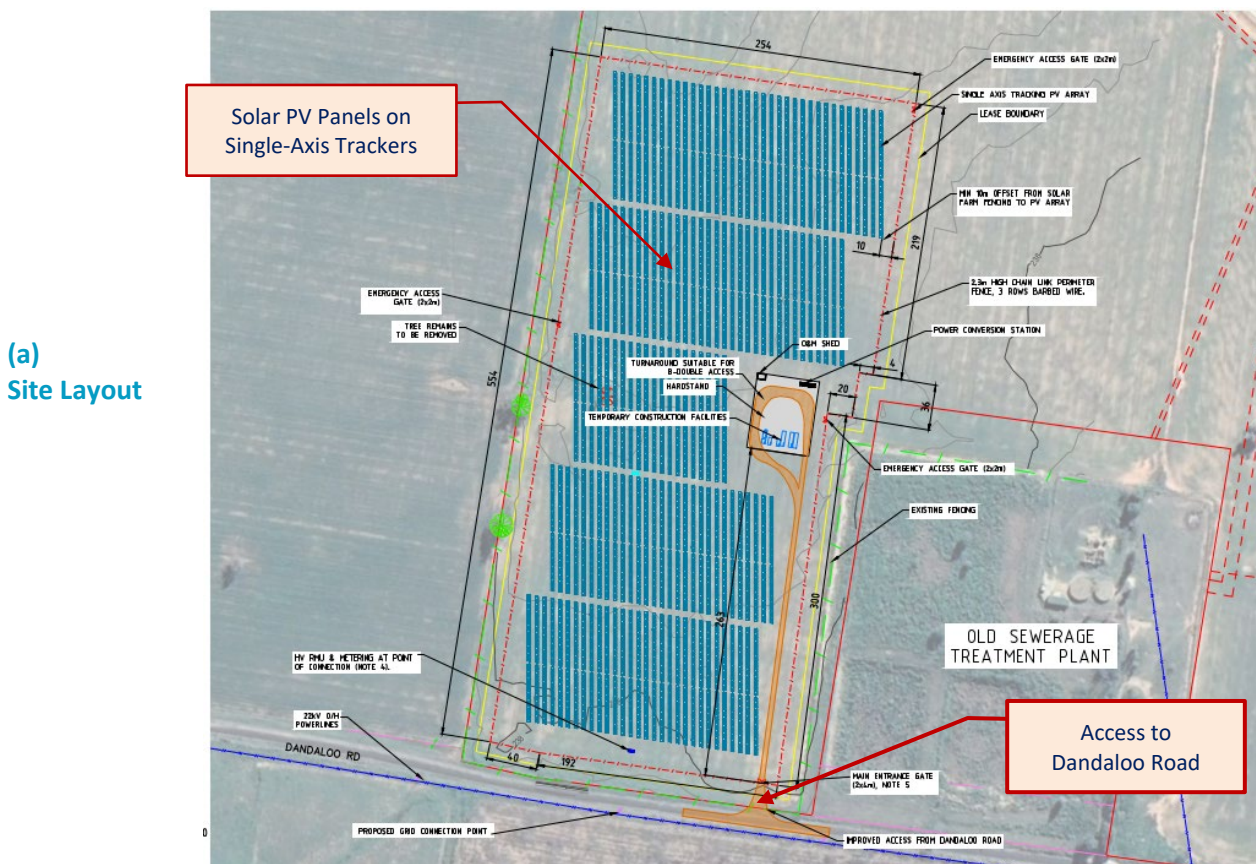 254
EMERGENCY ACCESS GATE (2x2m)
SINGLE AXIS TRACKING PV ARRAY
LEASE BOUNDARY
Solar PV Panels on
Single-Axis Trackers
MIN 10m OFFSET FROM SOLAR
FARM FENCING TO PV ARRAY
10
219
2.3m HIGH CHAIN LINK PERIMETER
FENCE, 3 ROWS BARBED WIRE.
EMERGENCY ACCESS
GATE (2x2m)
TREE REMAINS
TO BE REMOVED
POWER CONVERSION STATION
O&M SHED
TURNAROUND SUITABLE FOR
B-DOUBLE ACCESS
HARDSTAND
TEMPORARY CONSTRUCTION FACILITIES
4
20
36
554
(a)
Site Layout
EMERGENCY ACCESS GATE (2x2m)
EXISTING FENCING
300
263
OLD SEWERAGE
TREATMENT PLANT
HV RMU & METERING AT POINT
OF CONNECTION (NOTE 4).
22kV O/H
POWERLINES
DANDALOO RD
40
192
Access to
Dandaloo Road
MAIN ENTRANCE GATE
(2x4m), NOTE 5
PROPOSED GRID CONNECTION POINT
IMPROVED ACCESS FROM DANDALOO ROAD
0